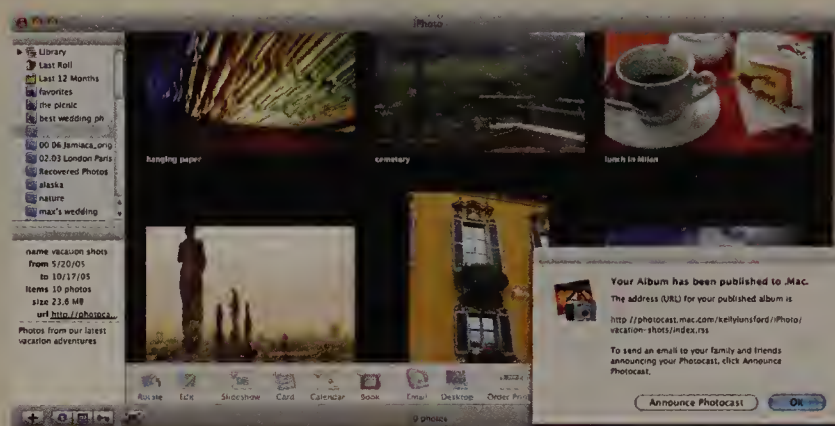 iPhoto
Library
Last Roll
Last 12 Months
favorites
the picnic
best wedding ph
00 06 Jamiaca_orig
02.03 London Paris
Recovered Photos
alaska
nature
max's wedding
name vacation shots
from 5/20/05
to 10/17/05
items 10 photos
size 23.6 MB
url http://photoca...
Photos from our latest
vacation adventures
hanging paper
cemetery
lunch in Milan
Rotate Edit Slideshow Card Calendar Book Email Desktop Order Print
0 photos
Your Album has been published to .Mac.
The address (URL) for your published album is
http://photocast.mac.com/kellylunsford/iPhoto/
vacation-shots/index.rss
To send an email to your family and friends
announcing your Photocast, click Announce
Photocast.
Announce Photocast
OK